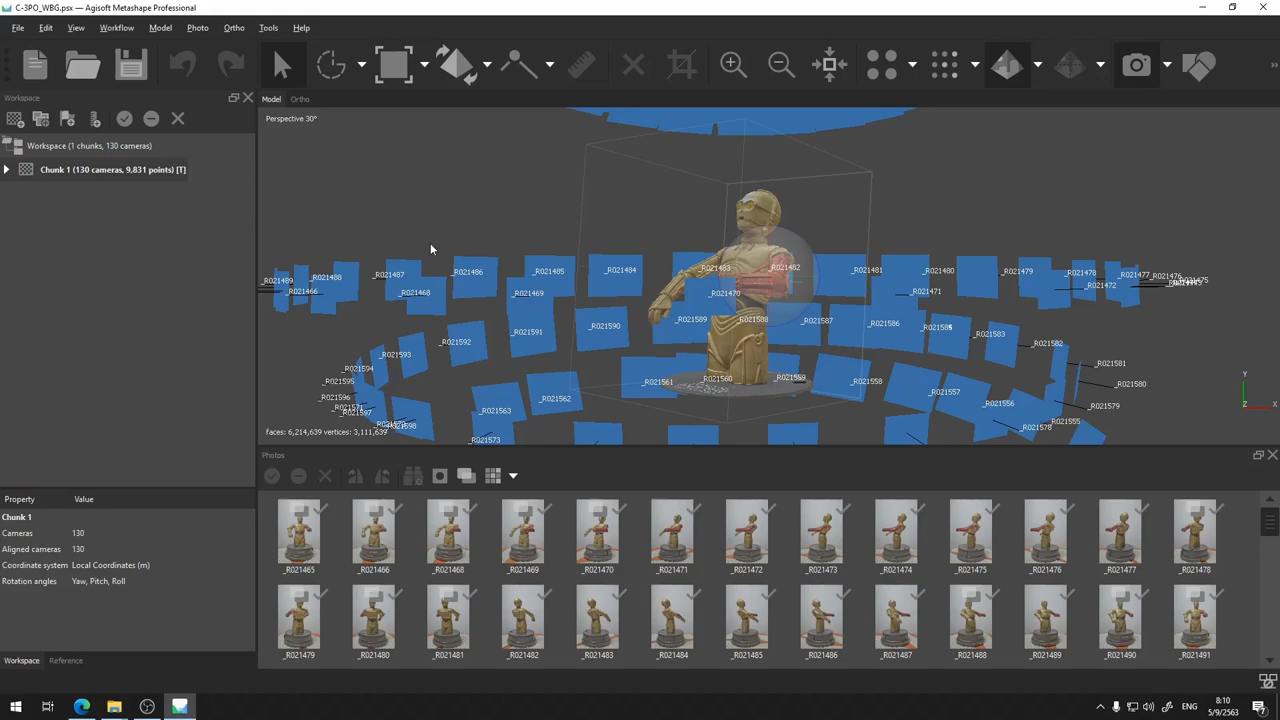 C-3PO_WBG.psx — Agisoft Metashape Professional
File Edit View Workflow Model Photo Ortho Tools Help
Workspace
Workspace (1 chunks, 130 cameras)
Chunk 1 (130 cameras, 9,831 points) [T]
Model Ortho
Perspective 30°
_R021489 _R021488 _R021487 _R021486 _R021485 _R021484 _R021483 _R021482 _R021481 _R021480 _R021479 _R021478 _R021477 _R021476
_R021466 _R021468 _R021469 _R021470 _R021471 _R021472
_R021594 _R021593 _R021592 _R021591 _R021590 _R021589 _R021588 _R021587 _R021586 _R021583 _R021582 _R021581
_R021595 _R021580
_R021596 _R021563 _R021562 _R021561 _R021560 _R021559 _R021558 _R021557 _R021556 _R021579
_R021597 _R021598 _R021573 _R021578 _R021555
faces: 6,214,639 vertices: 3,111,639
Y
Z X
Photos
_R021465 _R021466 _R021468 _R021469 _R021470 _R021471 _R021472 _R021473 _R021474 _R021475 _R021476 _R021477 _R021478
_R021479 _R021480 _R021481 _R021482 _R021483 _R021484 _R021485 _R021486 _R021487 _R021488 _R021489 _R021490 _R021491
Property Value
Chunk 1
Cameras 130
Aligned cameras 130
Coordinate system Local Coordinates (m)
Rotation angles Yaw, Pitch, Roll
Workspace Reference
8:10
5/9/2563